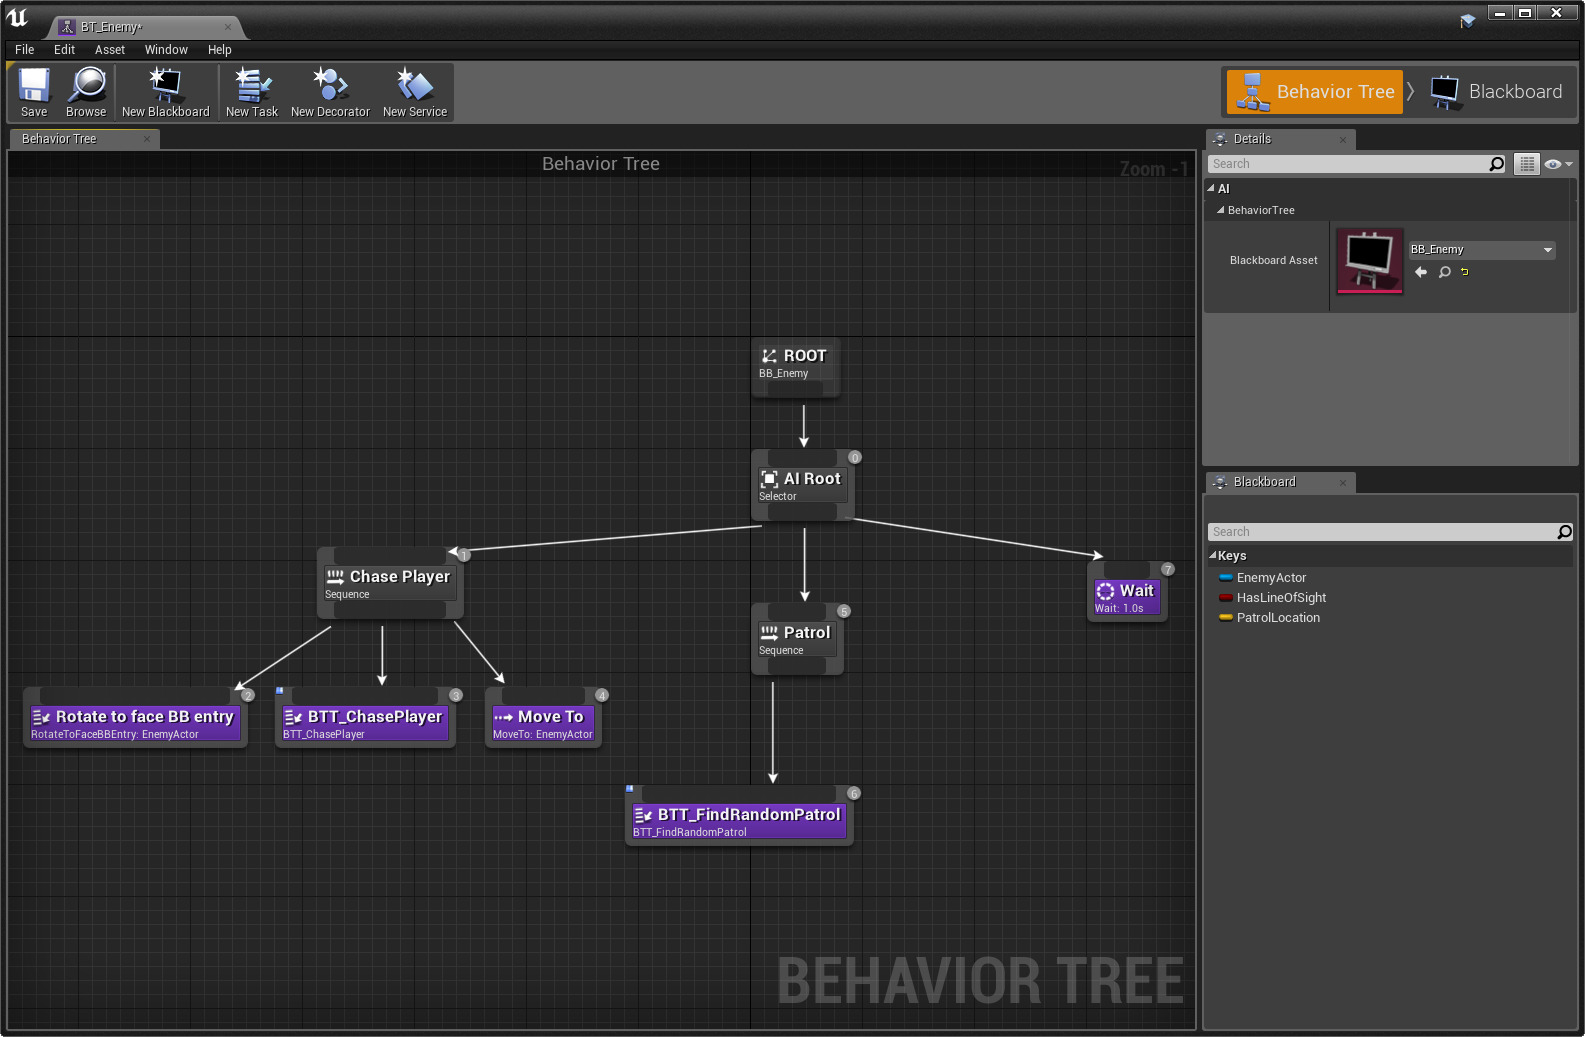 BT_Enemy*
File Edit Asset Window Help
Save Browse New Blackboard New Task New Decorator New Service
Behavior Tree Blackboard
Behavior Tree
Behavior Tree
Zoom -1
ROOT
BB_Enemy
0
AI Root
Selector
1
Chase Player
Sequence
5
Patrol
Sequence
7
Wait
Wait: 1.0s
2
Rotate to face BB entry
RotateToFaceBBEntry: EnemyActor
3
BTT_ChasePlayer
BTT_ChasePlayer
4
Move To
MoveTo: EnemyActor
6
BTT_FindRandomPatrol
BTT_FindRandomPatrol
BEHAVIOR TREE
Details
Search
AI
BehaviorTree
Blackboard Asset
BB_Enemy
Blackboard
Search
Keys
EnemyActor
HasLineOfSight
PatrolLocation